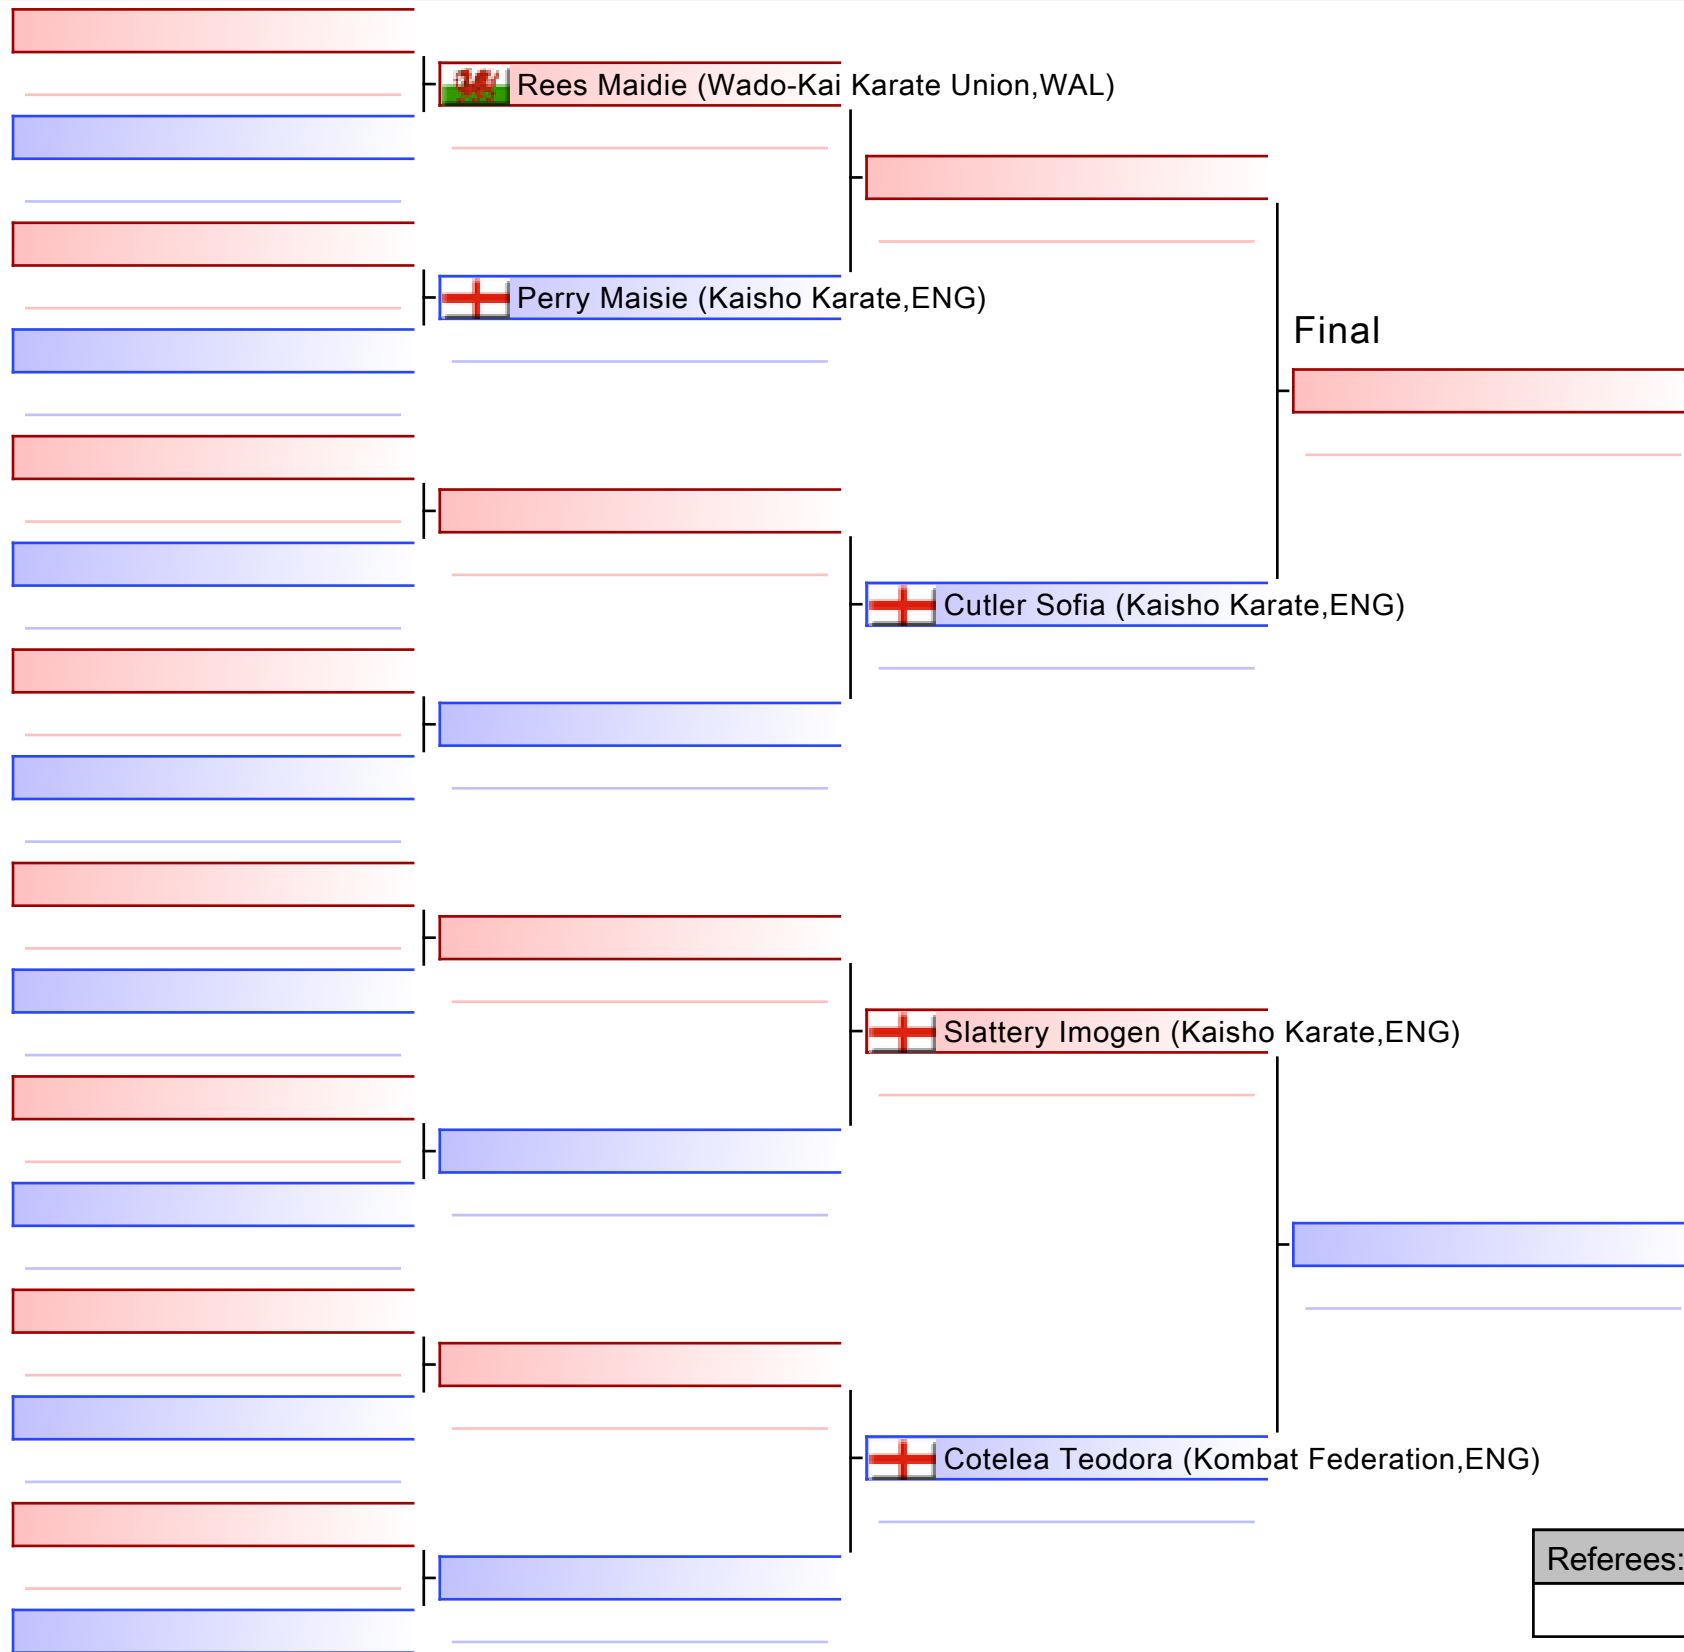 Rees Maidie (Wado-Kai Karate Union,WAL)
Perry Maisie (Kaisho Karate,ENG)
Final
Cutler Sofia (Kaisho Karate,ENG)
Slattery Imogen (Kaisho Karate,ENG)
Cotelea Teodora (Kombat Federation,ENG)
Referees: